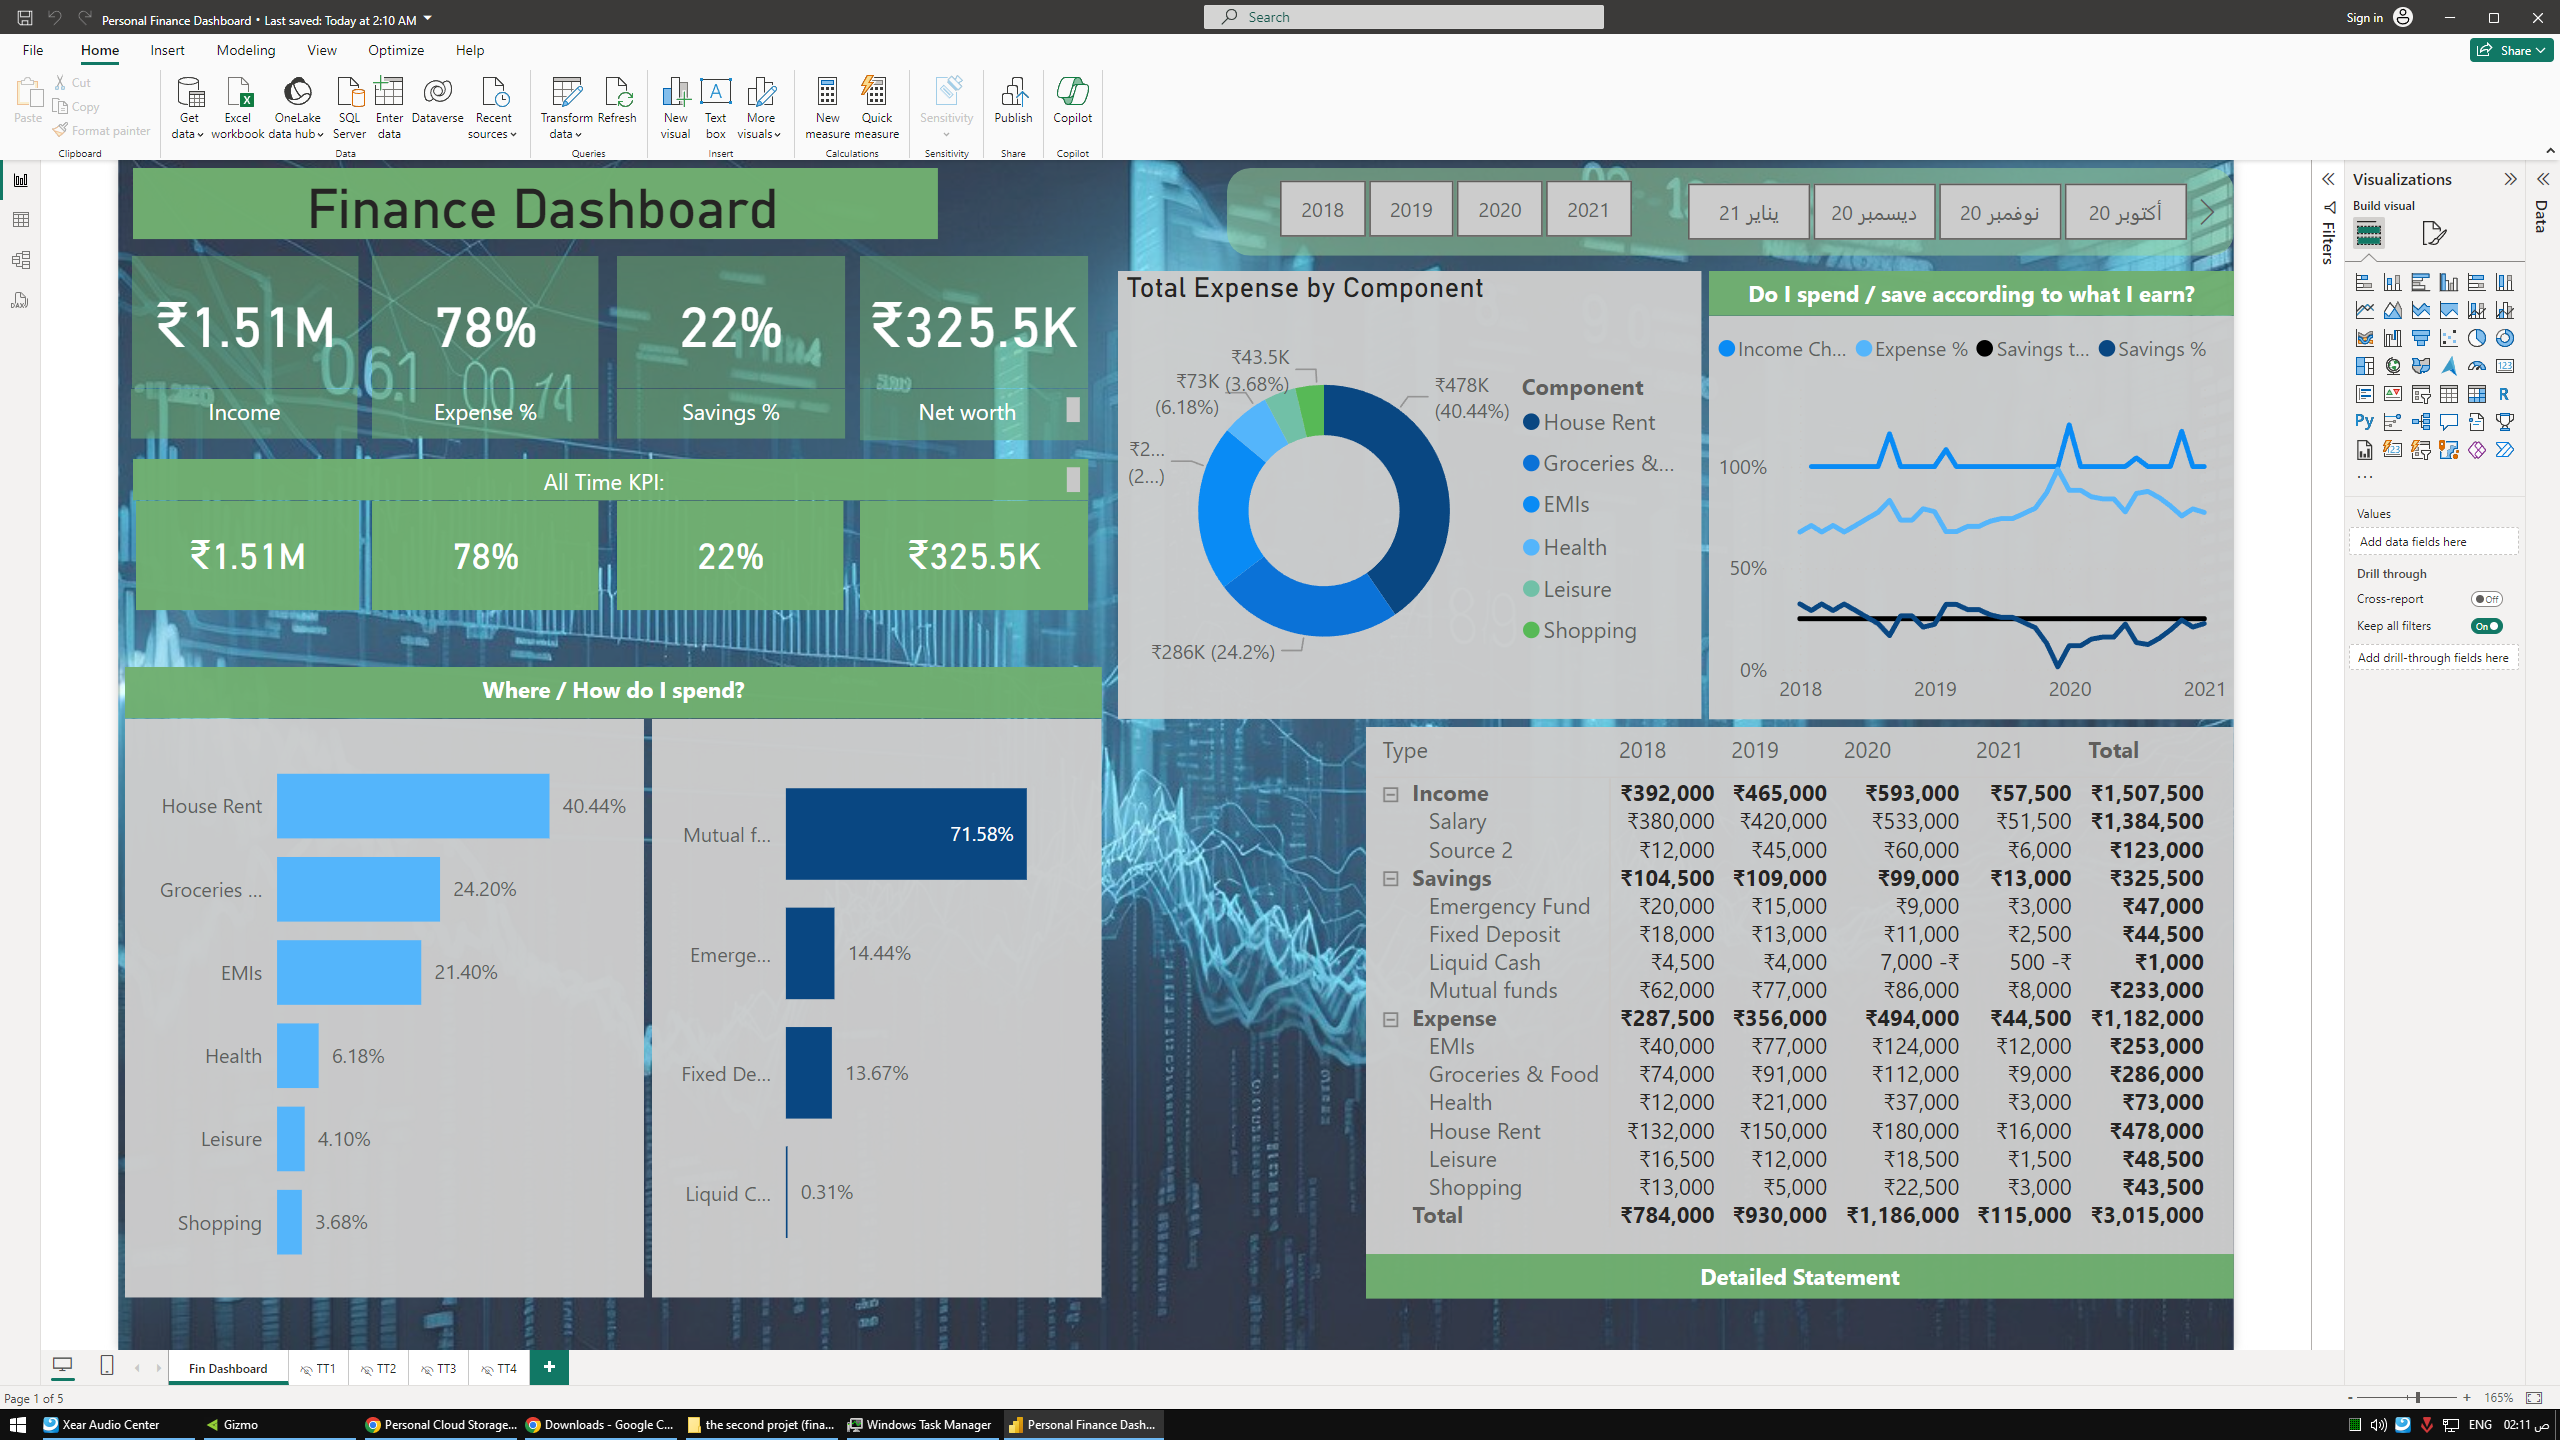 Personal Finance Dashboard • Last saved: Today at 2:10 AM
Search
Sign in
File Home Insert Modeling View Optimize Help
Share
Paste
Cut
Copy
Format painter
Clipboard
Get data
Excel workbook
OneLake data hub
SQL Server
Enter data
Dataverse
Recent sources
Data
Transform data
Refresh
Queries
New visual
Text box
More visuals
Insert
New measure
Quick measure
Calculations
Sensitivity
Sensitivity
Publish
Share
Copilot
Copilot
Finance Dashboard
2018 2019 2020 2021
يناير 21
ديسمبر 20
نوفمبر 20
أكتوبر 20
₹1.51M
Income
78%
Expense %
22%
Savings %
₹325.5K
Net worth
All Time KPI:
₹1.51M 78% 22% ₹325.5K
Total Expense by Component
₹43.5K
(3.68%)
₹73K
(6.18%)
₹2...
(2...)
₹478K
(40.44%)
₹286K (24.2%)
Component
House Rent
Groceries &...
EMIs
Health
Leisure
Shopping
Do I spend / save according to what I earn?
Income Ch... Expense % Savings t... Savings %
100%
50%
0%
2018 2019 2020 2021
Where / How do I spend?
House Rent 40.44%
Groceries ... 24.20%
EMIs 21.40%
Health 6.18%
Leisure 4.10%
Shopping 3.68%
Mutual f... 71.58%
Emerge... 14.44%
Fixed De... 13.67%
Liquid C... 0.31%
Type 2018 2019 2020 2021 Total
Income ₹392,000 ₹465,000 ₹593,000 ₹57,500 ₹1,507,500
Salary ₹380,000 ₹420,000 ₹533,000 ₹51,500 ₹1,384,500
Source 2 ₹12,000 ₹45,000 ₹60,000 ₹6,000 ₹123,000
Savings ₹104,500 ₹109,000 ₹99,000 ₹13,000 ₹325,500
Emergency Fund ₹20,000 ₹15,000 ₹9,000 ₹3,000 ₹47,000
Fixed Deposit ₹18,000 ₹13,000 ₹11,000 ₹2,500 ₹44,500
Liquid Cash ₹4,500 ₹4,000 7,000 -₹ 500 -₹ ₹1,000
Mutual funds ₹62,000 ₹77,000 ₹86,000 ₹8,000 ₹233,000
Expense ₹287,500 ₹356,000 ₹494,000 ₹44,500 ₹1,182,000
EMIs ₹40,000 ₹77,000 ₹124,000 ₹12,000 ₹253,000
Groceries & Food ₹74,000 ₹91,000 ₹112,000 ₹9,000 ₹286,000
Health ₹12,000 ₹21,000 ₹37,000 ₹3,000 ₹73,000
House Rent ₹132,000 ₹150,000 ₹180,000 ₹16,000 ₹478,000
Leisure ₹16,500 ₹12,000 ₹18,500 ₹1,500 ₹48,500
Shopping ₹13,000 ₹5,000 ₹22,500 ₹3,000 ₹43,500
Total ₹784,000 ₹930,000 ₹1,186,000 ₹115,000 ₹3,015,000
Detailed Statement
Filters
Visualizations
Build visual
Values
Add data fields here
Drill through
Cross-report Off
Keep all filters On
Add drill-through fields here
Data
Fin Dashboard TT1 TT2 TT3 TT4
Page 1 of 5
165%
Xear Audio Center
Gizmo
Personal Cloud Storage...
Downloads - Google C...
the second projet (fina...
Windows Task Manager
Personal Finance Dash...
ENG
02:11 ص